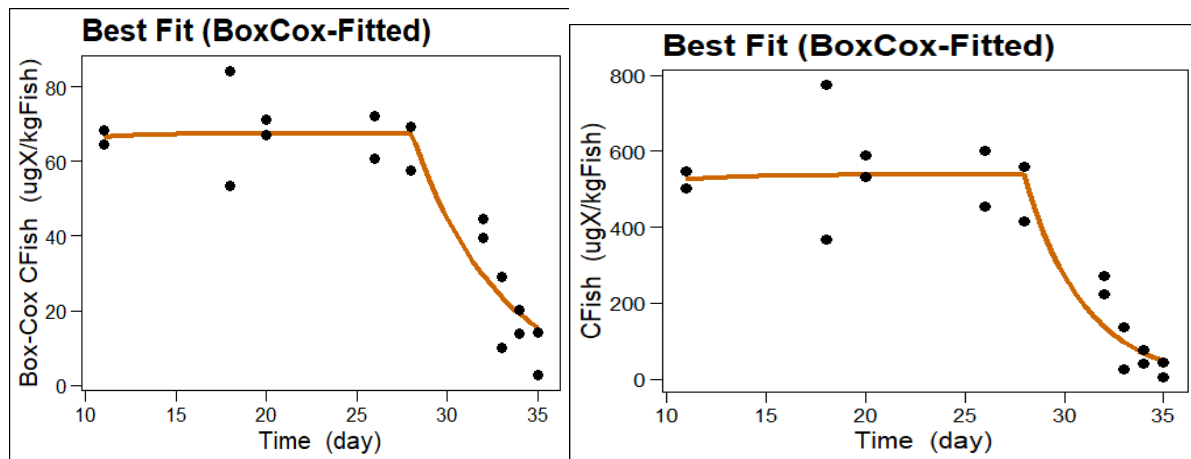 Best Fit (BoxCox-Fitted)
Box-Cox CFish (ugX/kgFish)
80
60
40
20
0
10 15 20 25 30 35
Time (day)
Best Fit (BoxCox-Fitted)
CFish (ugX/kgFish)
800
600
400
200
0
10 15 20 25 30 35
Time (day)